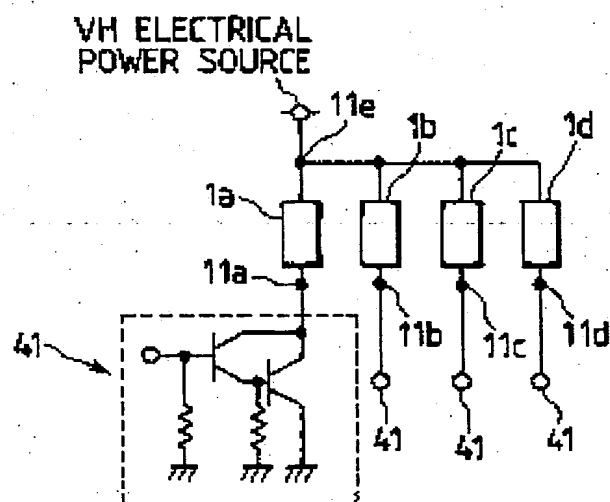 VH ELECTRICAL
POWER SOURCE
11e
1b
1c
1d
1a
11a
11b
11c
11d
41
41
41
41